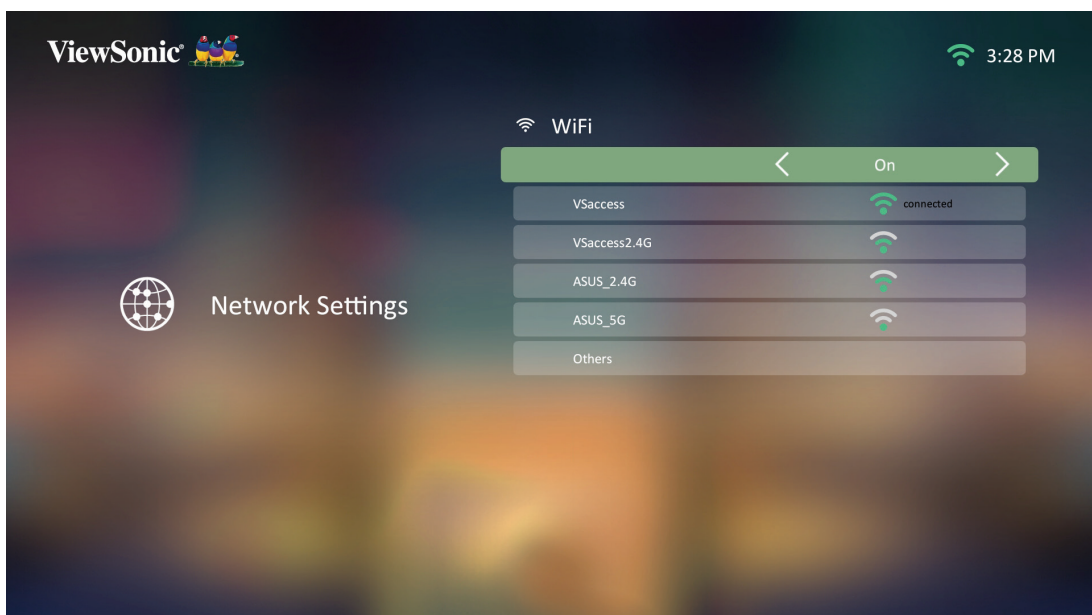 ViewSonic®
3:28 PM
WiFi
On
VSaccess connected
VSaccess2.4G
ASUS_2.4G
ASUS_5G
Others
Network Settings